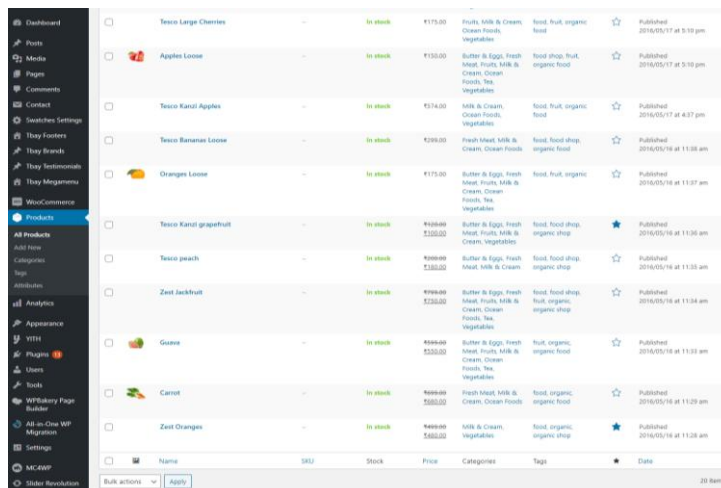 Dashboard
Posts
Media
Pages
Comments
Contact
Swatches Settings
Tbay Footers
Tbay Brands
Tbay Testimonials
Tbay Megamenu
WooCommerce
Products
All Products
Add New
Categories
Tags
Attributes
Analytics
Appearance
YITH
Plugins 13
Users
Tools
WPBakery Page
Builder
All-in-One WP
Migration
Settings
MC4WP
Slider Revolution
Tesco Large Cherries – In stock ₹175.00 Fruits, Milk & Cream food, fruit, organic Published
Ocean Foods, food 2016/05/17 at 5:10 pm
Vegetables
Apples Loose – In stock ₹150.00 Butter & Eggs, Fresh food shop, fruit, Published
Meat, Fruits, Milk & organic food 2016/05/17 at 5:10 pm
Cream, Ocean
Foods, Tea,
Vegetables
Tesco Kanzi Apples – In stock ₹374.00 Milk & Cream, food, fruit, organic Published
Ocean Foods, food 2016/05/17 at 4:37 pm
Vegetables
Tesco Bananas Loose – In stock ₹299.00 Fresh Meat, Milk & food, food shop, Published
Cream, Ocean Foods organic food 2016/05/16 at 11:38 am
Oranges Loose – In stock ₹175.00 Butter & Eggs, Fresh food, fruit, organic Published
Meat, Fruits, Milk & 2016/05/16 at 11:37 am
Cream, Ocean
Foods, Tea,
Vegetables
Tesco Kanzi grapefruit – In stock ₹120.00 Butter & Eggs, Fresh food, food shop, Published
₹100.00 Meat, Fruits, Milk & organic shop 2016/05/16 at 11:36 am
Cream, Vegetables
Tesco peach – In stock ₹200.00 Butter & Eggs, Fresh food, food shop, Published
₹180.00 Meat, Milk & Cream organic shop 2016/05/16 at 11:35 am
Zest Jackfruit – In stock ₹799.00 Butter & Eggs, Fresh food, food shop, Published
₹750.00 Meat, Fruits, Milk & fruit, organic, 2016/05/16 at 11:34 am
Cream, Ocean organic shop
Foods, Tea,
Vegetables
Guava – In stock ₹599.00 Butter & Eggs, Fresh fruit, organic, Published
₹550.00 Meat, Fruits, Milk & organic food 2016/05/16 at 11:33 am
Cream, Ocean
Foods, Tea,
Vegetables
Carrot – In stock ₹699.00 Fresh Meat, Milk & food, organic, Published
₹680.00 Cream, Ocean Foods organic food 2016/05/16 at 11:29 am
Zest Oranges – In stock ₹499.00 Milk & Cream, food, organic, Published
₹480.00 Vegetables organic shop 2016/05/16 at 11:28 am
Name SKU Stock Price Categories Tags Date
Bulk actions Apply 20 item